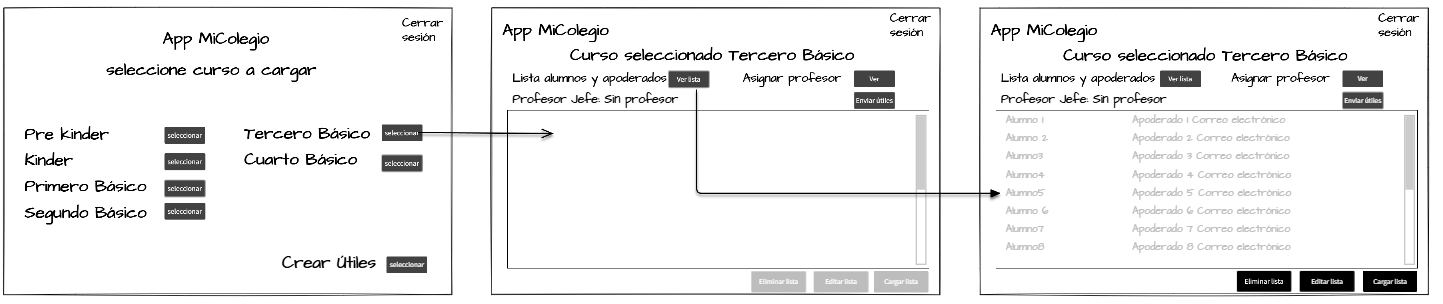 Cerrar
sesión
App MiColegio
seleccione curso a cargar
Pre Kinder seleccionar
Kinder seleccionar
Primero Básico seleccionar
Segundo Básico seleccionar
Tercero Básico seleccionar
Cuarto Básico seleccionar
Crear Útiles seleccionar
Cerrar
sesión
App MiColegio
Curso seleccionado Tercero Básico
Lista alumnos y apoderados Ver lista Asignar profesor Ver
Profesor Jefe: Sin profesor Enviar útiles
Eliminar lista Editar lista Cargar lista
Cerrar
sesión
App MiColegio
Curso seleccionado Tercero Básico
Lista alumnos y apoderados Ver lista Asignar profesor Ver
Profesor Jefe: Sin profesor Enviar útiles
Alumno 1 Apoderado 1 Correo electrónico
Alumno 2 Apoderado 2 Correo electrónico
Alumno3 Apoderado 3 Correo electrónico
Alumno4 Apoderado 4 Correo electrónico
Alumno5 Apoderado 5 Correo electrónico
Alumno 6 Apoderado 6 Correo electrónico
Alumno7 Apoderado 7 Correo electrónico
Alumno8 Apoderado 8 Correo electrónico
Eliminar lista Editar lista Cargar lista